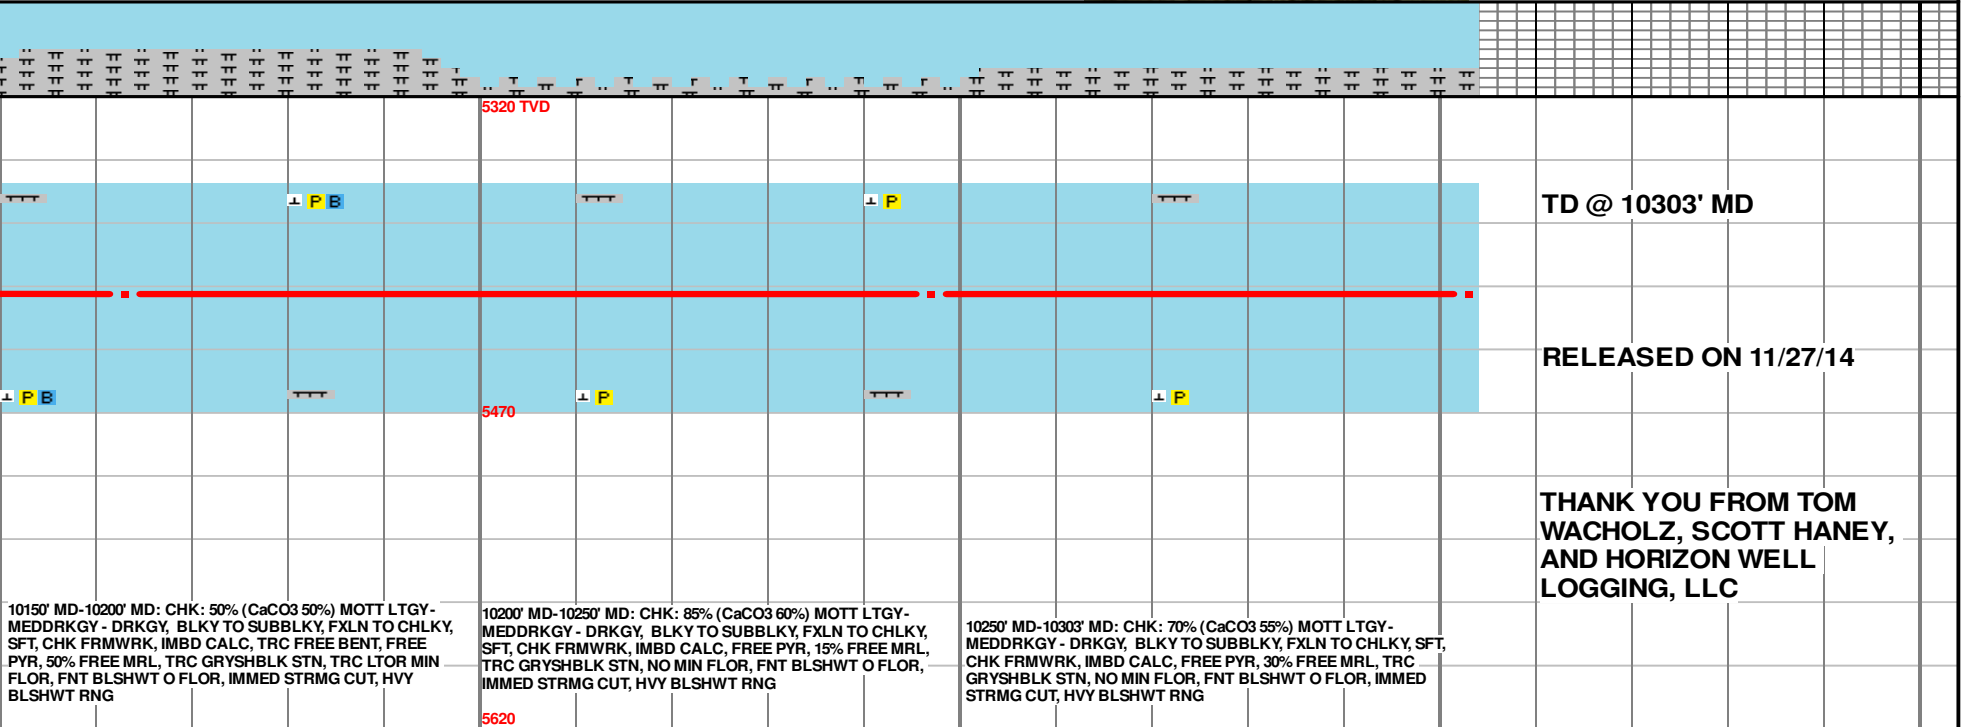 5320 TVD
P B
P
TD @ 10303' MD
RELEASED ON 11/27/14
P B
P
P
5470
THANK YOU FROM TOM
WACHOLZ, SCOTT HANEY,
AND HORIZON WELL
LOGGING, LLC
10150' MD-10200' MD: CHK: 50% (CaCO3 50%) MOTT LTGY-
MEDDRKGY - DRKGY, BLKY TO SUBBLKY, FXLN TO CHLKY,
SFT, CHK FRMWRK, IMBD CALC, TRC FREE BENT, FREE
PYR, 50% FREE MRL, TRC GRYSHBLK STN, TRC LTOR MIN
FLOR, FNT BLSHWT O FLOR, IMMED STRMG CUT, HVY
BLSHWT RNG
10200' MD-10250' MD: CHK: 85% (CaCO3 60%) MOTT LTGY-
MEDDRKGY - DRKGY, BLKY TO SUBBLKY, FXLN TO CHLKY,
SFT, CHK FRMWRK, IMBD CALC, FREE PYR, 15% FREE MRL,
TRC GRYSHBLK STN, NO MIN FLOR, FNT BLSHWT O FLOR,
IMMED STRMG CUT, HVY BLSHWT RNG
10250' MD-10303' MD: CHK: 70% (CaCO3 55%) MOTT LTGY-
MEDDRKGY - DRKGY, BLKY TO SUBBLKY, FXLN TO CHLKY, SFT,
CHK FRMWRK, IMBD CALC, FREE PYR, 30% FREE MRL, TRC
GRYSHBLK STN, NO MIN FLOR, FNT BLSHWT O FLOR, IMMED
STRMG CUT, HVY BLSHWT RNG
5620